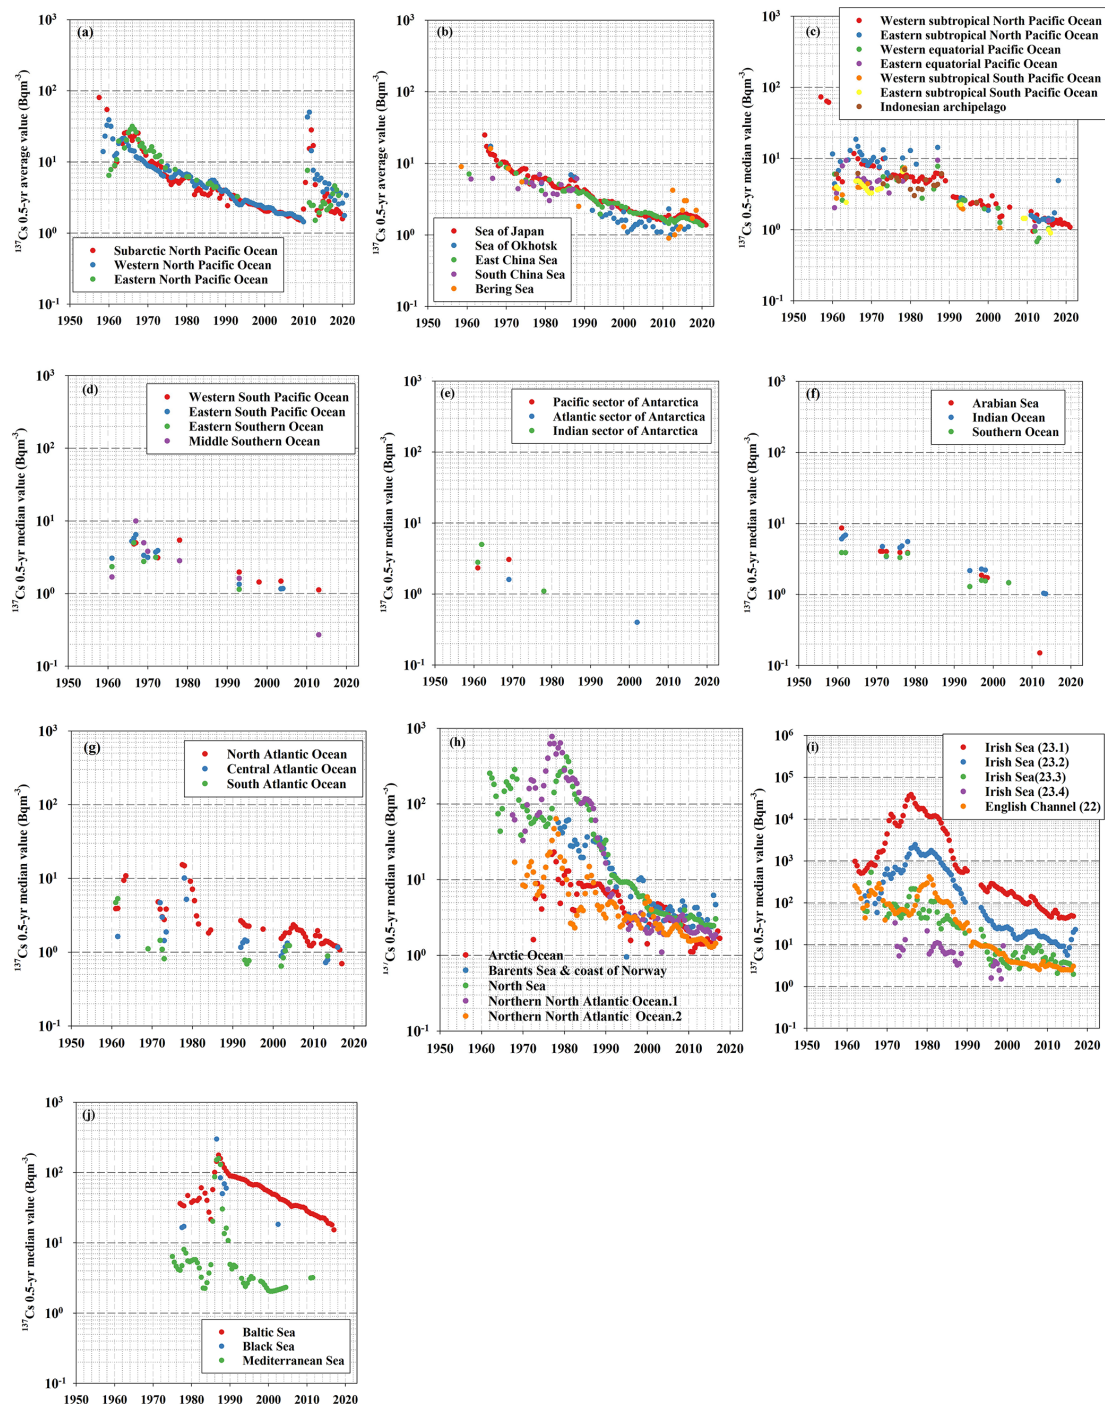 (a)
¹³⁷Cs 0.5-yr average value (Bqm⁻³)
10³
10²
10¹
10⁰
10⁻¹
Subarctic North Pacific Ocean
Western North Pacific Ocean
Eastern North Pacific Ocean
1950 1960 1970 1980 1990 2000 2010 2020
(b)
¹³⁷Cs 0.5-yr average value (Bqm⁻³)
10³
10²
10¹
10⁰
10⁻¹
Sea of Japan
Sea of Okhotsk
East China Sea
South China Sea
Bering Sea
1950 1960 1970 1980 1990 2000 2010 2020
(c)
¹³⁷Cs 0.5-yr median value (Bqm⁻³)
10³
10²
10¹
10⁰
10⁻¹
Western subtropical North Pacific Ocean
Eastern subtropical North Pacific Ocean
Western equatorial Pacific Ocean
Eastern equatorial Pacific Ocean
Western subtropical South Pacific Ocean
Eastern subtropical South Pacific Ocean
Indonesian archipelago
1950 1960 1970 1980 1990 2000 2010 2020
(d)
¹³⁷Cs 0.5-yr median value (Bqm⁻³)
10³
10²
10¹
10⁰
10⁻¹
Western South Pacific Ocean
Eastern South Pacific Ocean
Eastern Southern Ocean
Middle Southern Ocean
1950 1960 1970 1980 1990 2000 2010 2020
(e)
¹³⁷Cs 0.5-yr median value (Bqm⁻³)
10³
10²
10¹
10⁰
10⁻¹
Pacific sector of Antarctica
Atlantic sector of Antarctica
Indian sector of Antarctica
1950 1960 1970 1980 1990 2000 2010 2020
(f)
¹³⁷Cs 0.5-yr median value (Bqm⁻³)
10³
10²
10¹
10⁰
10⁻¹
Arabian Sea
Indian Ocean
Southern Ocean
1950 1960 1970 1980 1990 2000 2010 2020
(g)
¹³⁷Cs 0.5-yr median value (Bqm⁻³)
10³
10²
10¹
10⁰
10⁻¹
North Atlantic Ocean
Central Atlantic Ocean
South Atlantic Ocean
1950 1960 1970 1980 1990 2000 2010 2020
(h)
¹³⁷Cs 0.5-yr median value (Bqm⁻³)
10³
10²
10¹
10⁰
10⁻¹
Arctic Ocean
Barents Sea & coast of Norway
North Sea
Northern North Atlantic Ocean.1
Northern North Atlantic Ocean.2
1950 1960 1970 1980 1990 2000 2010 2020
(i)
¹³⁷Cs 0.5-yr median value (Bqm⁻³)
10⁶
10⁵
10⁴
10³
10²
10¹
10⁰
10⁻¹
Irish Sea (23.1)
Irish Sea (23.2)
Irish Sea(23.3)
Irish Sea (23.4)
English Channel (22)
1950 1960 1970 1980 1990 2000 2010 2020
(j)
¹³⁷Cs 0.5-yr median value (Bqm⁻³)
10³
10²
10¹
10⁰
10⁻¹
Baltic Sea
Black Sea
Mediterranean Sea
1950 1960 1970 1980 1990 2000 2010 2020